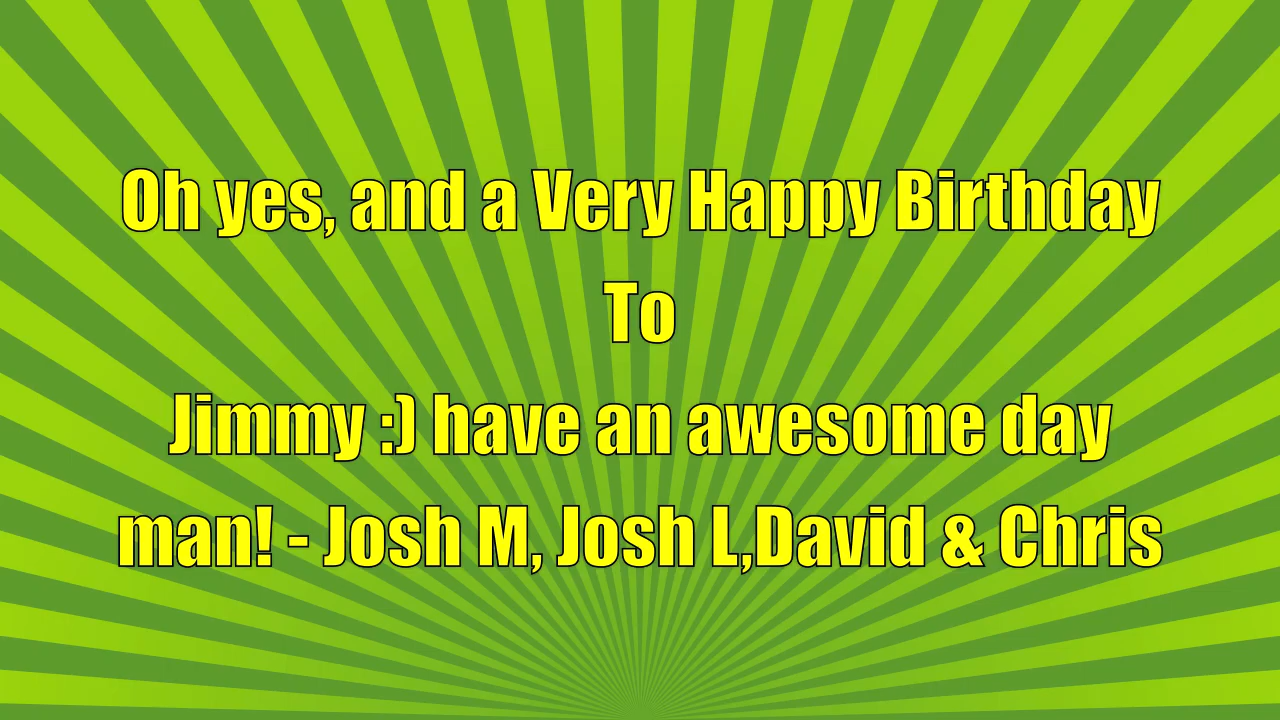 Oh yes, and a Very Happy Birthday
To
Jimmy :) have an awesome day
man! - Josh M, Josh L,David & Chris